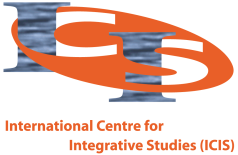 ICIS
International Centre for
Integrative Studies (ICIS)